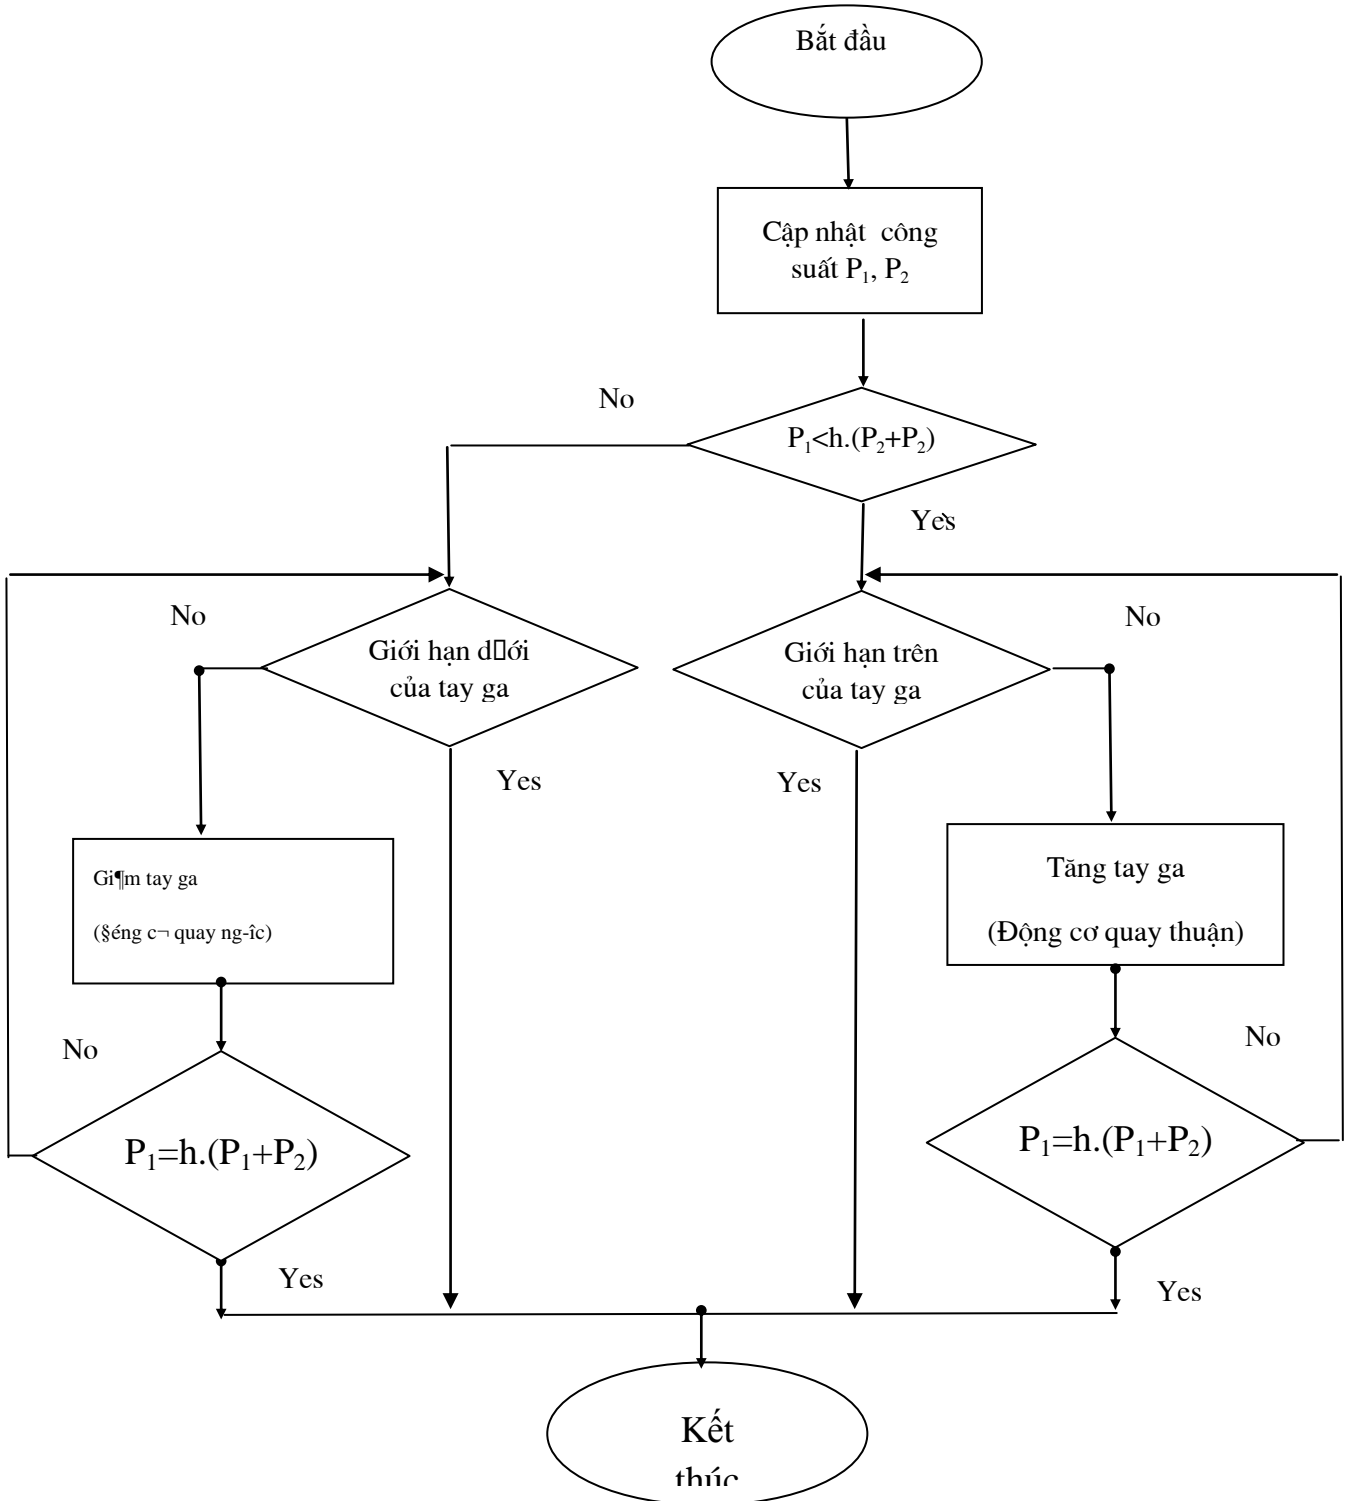 Bắt đầu
Cập nhật công
suất P₁, P₂
No
P₁<h.(P₂+P₂)
Yes
No
Giới hạn d▯ới
của tay ga
Giới hạn trên
của tay ga
No
Yes
Yes
Gi¶m tay ga
(§éng c¬ quay ng-îc)
Tăng tay ga
(Động cơ quay thuận)
No
P₁=h.(P₁+P₂)
No
P₁=h.(P₁+P₂)
Yes
Yes
Kết
thúc